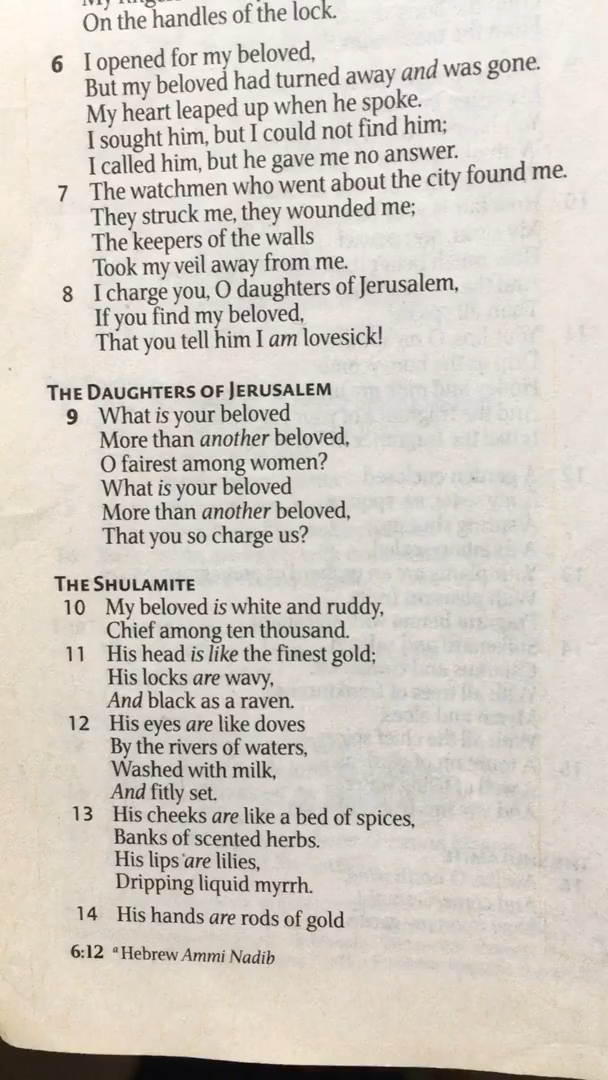 On the handles of the lock.
6 I opened for my beloved,
But my beloved had turned away and was gone.
My heart leaped up when he spoke.
I sought him, but I could not find him;
I called him, but he gave me no answer.
7 The watchmen who went about the city found me.
They struck me, they wounded me;
The keepers of the walls
Took my veil away from me.
8 I charge you, O daughters of Jerusalem,
If you find my beloved,
That you tell him I am lovesick!
THE DAUGHTERS OF JERUSALEM
9 What is your beloved
More than another beloved,
O fairest among women?
What is your beloved
More than another beloved,
That you so charge us?
THE SHULAMITE
10 My beloved is white and ruddy,
Chief among ten thousand.
11 His head is like the finest gold;
His locks are wavy,
And black as a raven.
12 His eyes are like doves
By the rivers of waters,
Washed with milk,
And fitly set.
13 His cheeks are like a bed of spices,
Banks of scented herbs.
His lips are lilies,
Dripping liquid myrrh.
14 His hands are rods of gold
6:12 a Hebrew Ammi Nadib